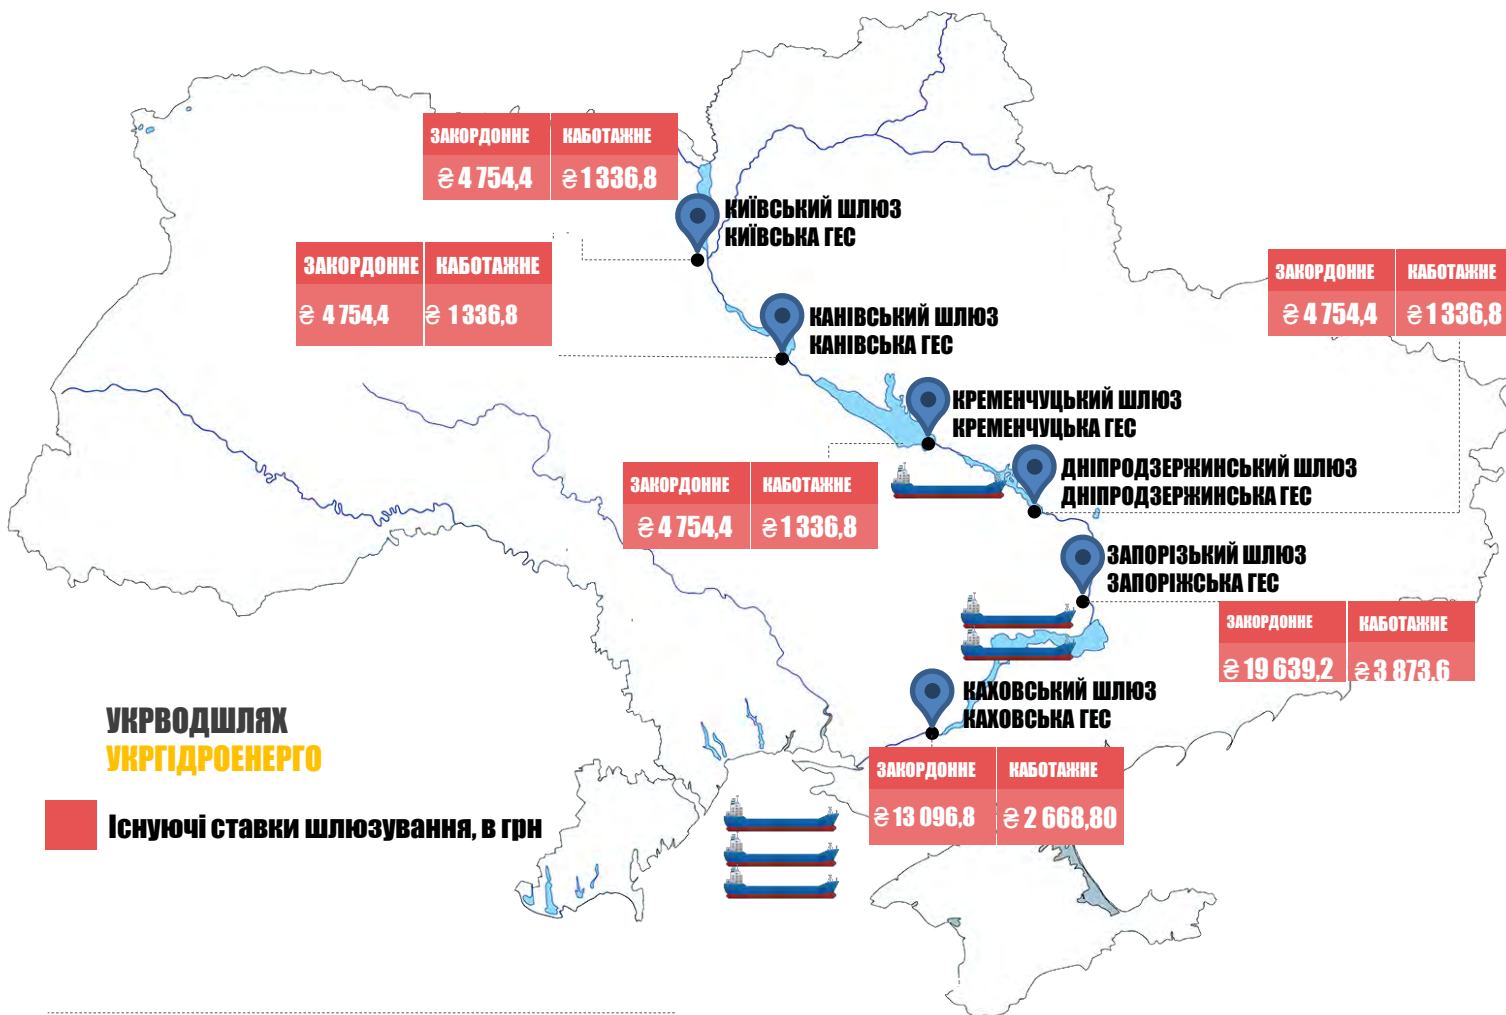 ЗАКОРДОННЕ КАБОТАЖНЕ
₴ 4 754,4 ₴ 1 336,8
КИЇВСЬКИЙ ШЛЮЗ
КИЇВСЬКА ГЕС
ЗАКОРДОННЕ КАБОТАЖНЕ
₴ 4 754,4 ₴ 1 336,8
КАНІВСЬКИЙ ШЛЮЗ
КАНІВСЬКА ГЕС
ЗАКОРДОННЕ КАБОТАЖНЕ
₴ 4 754,4 ₴ 1 336,8
КРЕМЕНЧУЦЬКИЙ ШЛЮЗ
КРЕМЕНЧУЦЬКА ГЕС
ЗАКОРДОННЕ КАБОТАЖНЕ
₴ 4 754,4 ₴ 1 336,8
ДНІПРОДЗЕРЖИНСЬКИЙ ШЛЮЗ
ДНІПРОДЗЕРЖИНСЬКА ГЕС
ЗАПОРІЗЬКИЙ ШЛЮЗ
ЗАПОРІЖСЬКА ГЕС
ЗАКОРДОННЕ КАБОТАЖНЕ
₴ 19 639,2 ₴ 3 873,6
КАХОВСЬКИЙ ШЛЮЗ
КАХОВСЬКА ГЕС
ЗАКОРДОННЕ КАБОТАЖНЕ
₴ 13 096,8 ₴ 2 668,80
УКРВОДШЛЯХ
УКРГІДРОЕНЕРГО
Існуючі ставки шлюзування, в грн